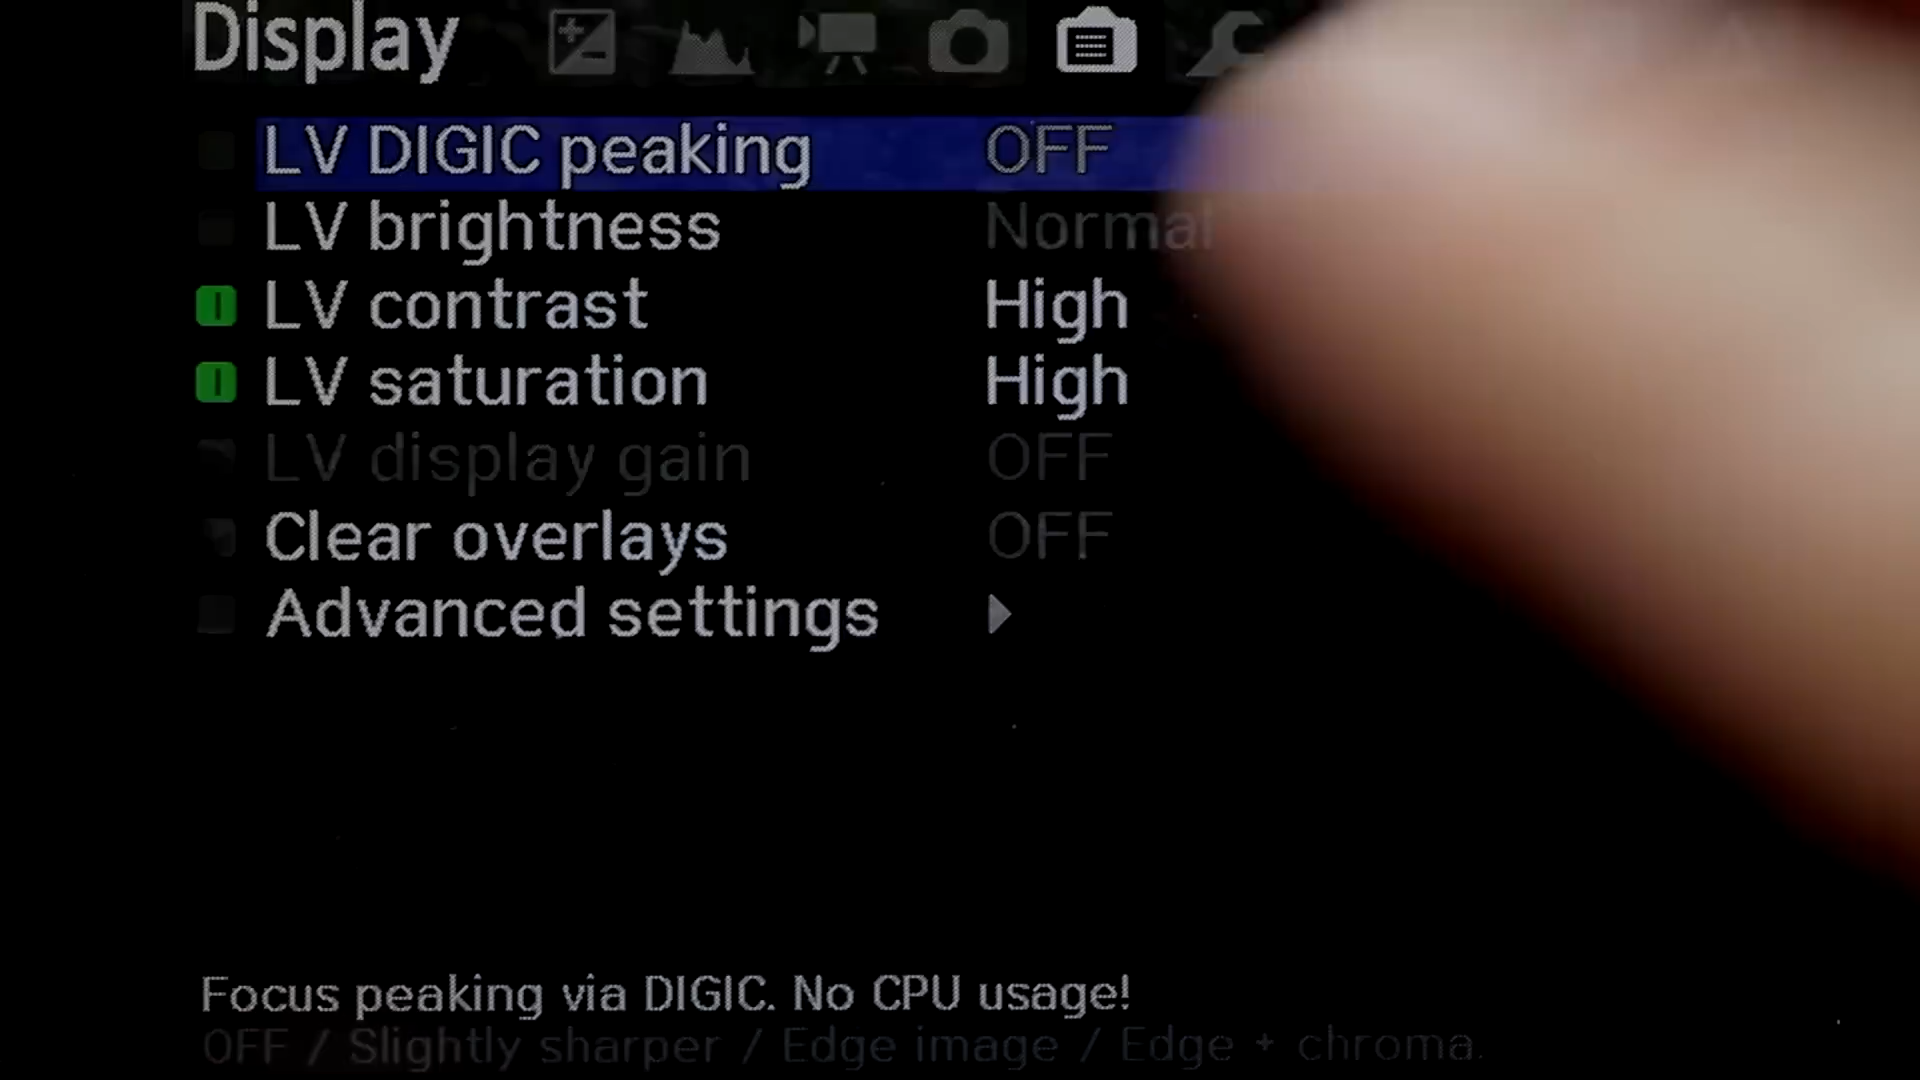 Display
LV DIGIC peaking OFF
LV brightness Normal
LV contrast High
LV saturation High
LV display gain OFF
Clear overlays OFF
Advanced settings
Focus peaking via DIGIC. No CPU usage!
OFF / Slightly sharper / Edge image / Edge + chroma.